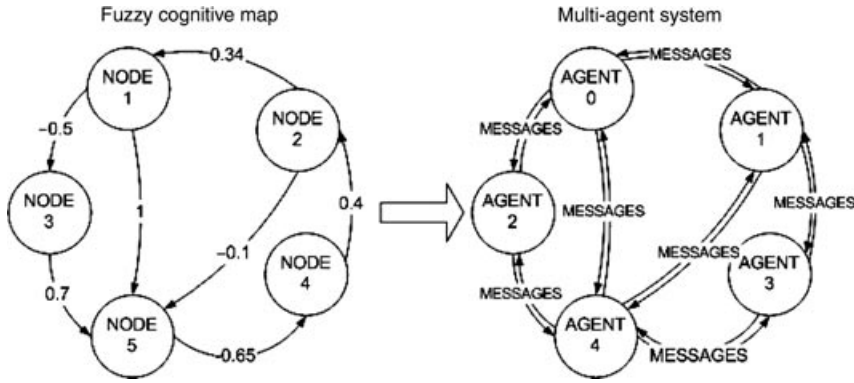 Fuzzy cognitive map
Multi-agent system
0.34
NODE
1
-0.5
NODE
2
NODE
3
1
0.4
-0.1
NODE
4
0.7
NODE
5
-0.65
MESSAGES
AGENT
0
MESSAGES
AGENT
1
AGENT
2
MESSAGES
MESSAGES
MESSAGES
AGENT
3
MESSAGES
AGENT
4
MESSAGES